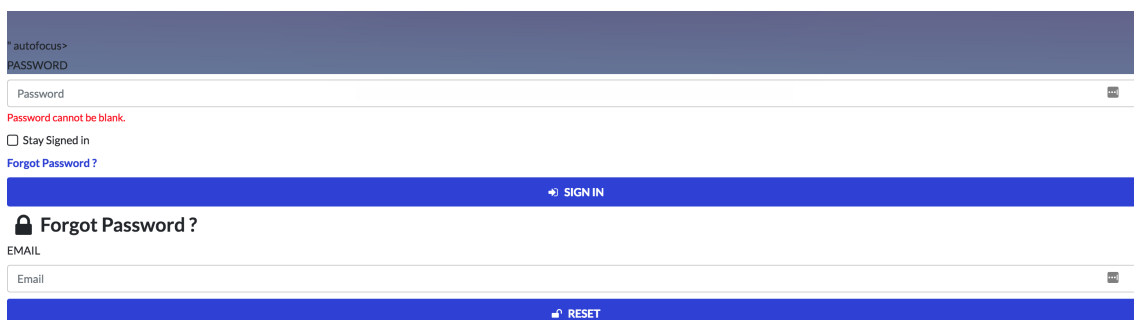 " autofocus>
PASSWORD
Password
Password cannot be blank.
Stay Signed in
Forgot Password ?
SIGN IN
Forgot Password ?
EMAIL
Email
RESET